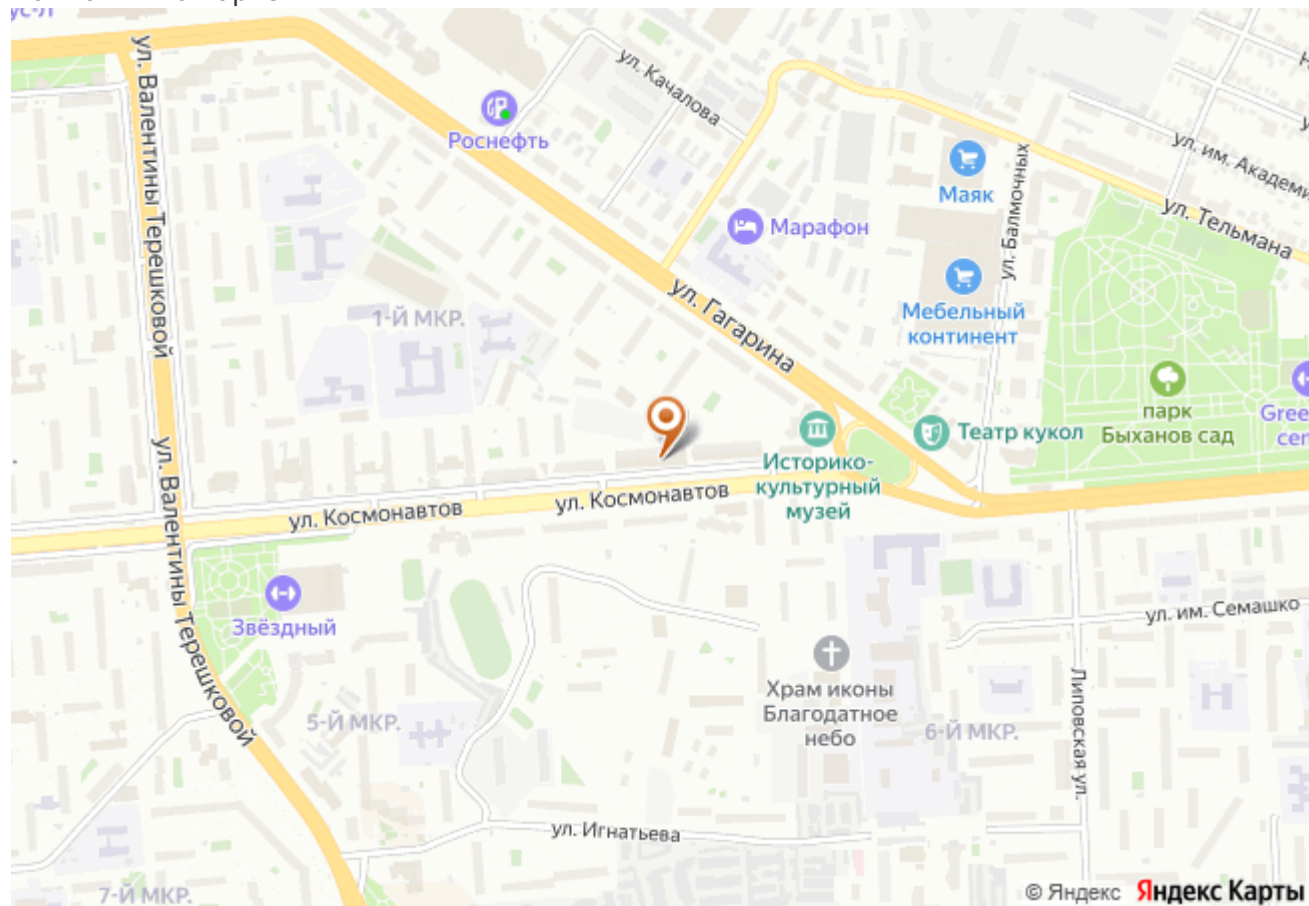 ул. Валентины Терешковой
ул. Качалова
Роснефть
ул. Балмочных
Маяк
ул. им. Академи
ул. Тельмана
Марафон
ул. Гагарина
Мебельный
континент
1-Й МКР.
парк
Быханов сад
Gree
cen
Театр кукол
Историко-
культурный
музей
ул. Валентины Терешковой
ул. Космонавтов
ул. Космонавтов
Звёздный
ул. им. Семашко
Храм иконы
Благодатное
небо
5-Й МКР.
6-Й МКР.
Липовская ул.
ул. Игнатьева
7-Й МКР.
© Яндекс Яндекс Карты